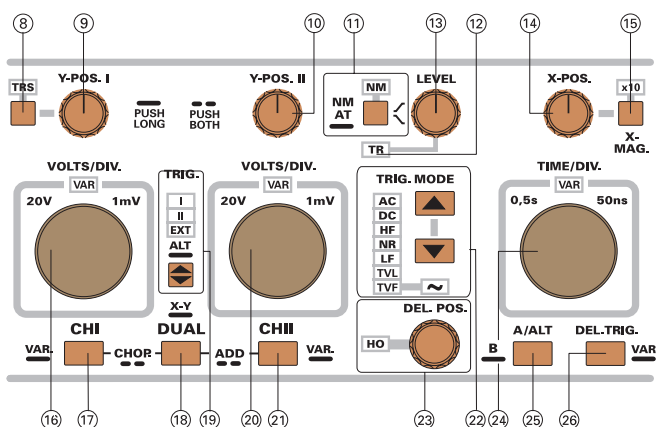 8 9 10 11 13 12 14 15
Y-POS. I Y-POS. II LEVEL X-POS.
TRS NM x10
PUSH LONG
PUSH BOTH
NM
AT
X-MAG.
TR
VOLTS/DIV. TRIG. VOLTS/DIV. TRIG. MODE TIME/DIV.
VAR VAR VAR
20V 1mV 20V 1mV 0,5s 50ns
I
II
EXT
ALT
AC
DC
HF
NR
LF
TVL
TVF ~
X-Y
DEL. POS.
HO
CHI DUAL CHII A/ALT DEL.TRIG.
VAR. CHOP. ADD VAR. B VAR
16 17 18 19 20 21 23 22 24 25 26